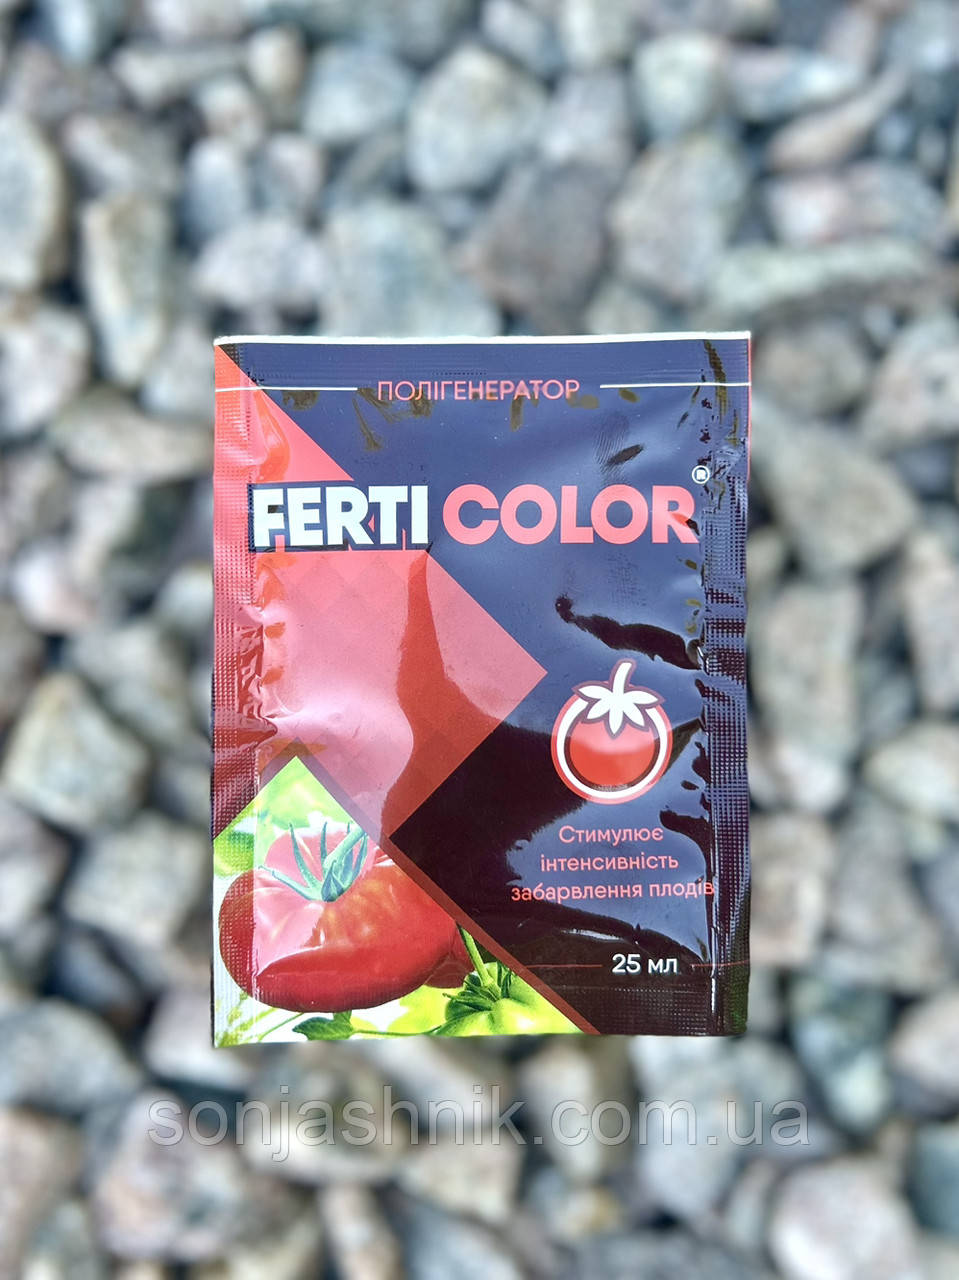 ПОЛІГЕНЕРАТОР
FERTI COLOR®
Стимулює
інтенсивність
забарвлення плодів
25 мл
sonjashnik.com.ua